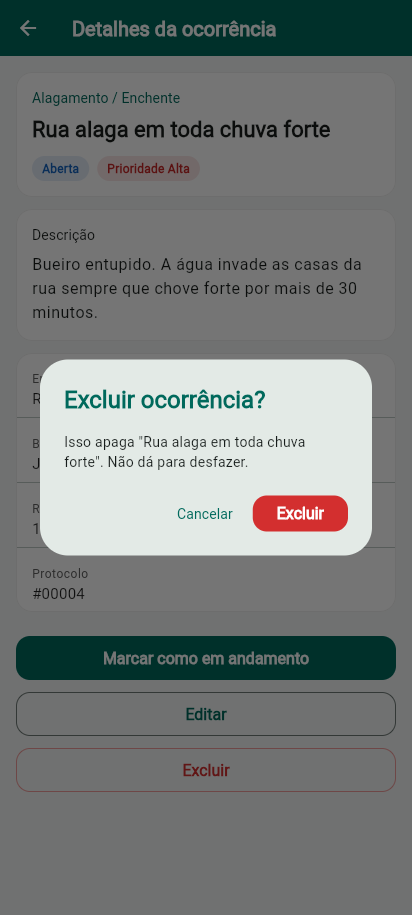 Detalhes da ocorrência
Alagamento / Enchente
Rua alaga em toda chuva forte
Aberta
Prioridade Alta
Descrição
Bueiro entupido. A água invade as casas da
rua sempre que chove forte por mais de 30
minutos.
Excluir ocorrência?
Isso apaga "Rua alaga em toda chuva
forte". Não dá para desfazer.
Cancelar
Excluir
Protocolo
#00004
Marcar como em andamento
Editar
Excluir